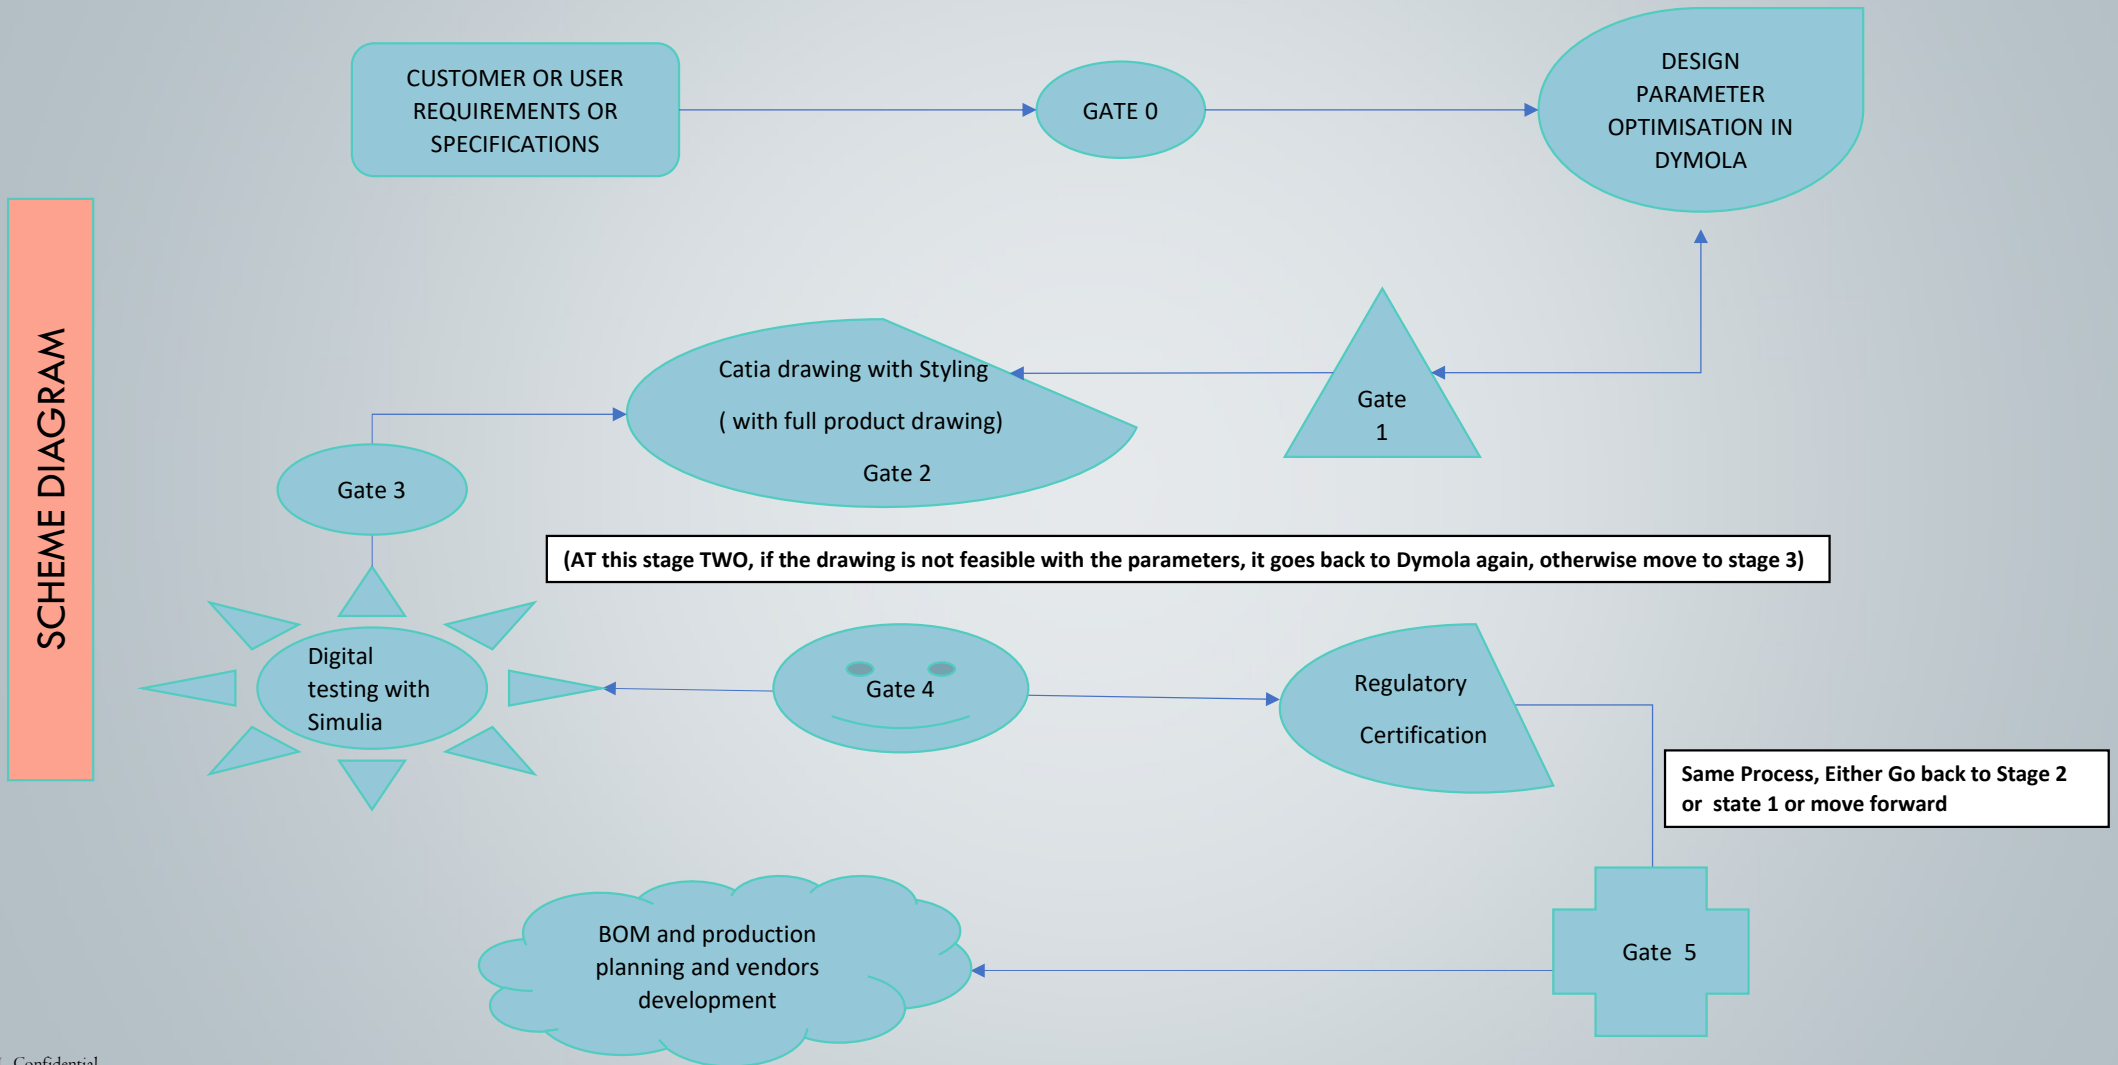 CUSTOMER OR USER
REQUIREMENTS OR
SPECIFICATIONS
GATE 0
DESIGN
PARAMETER
OPTIMISATION IN
DYMOLA
SCHEME DIAGRAM
Catia drawing with Styling
( with full product drawing)
Gate 2
Gate
1
Gate 3
(AT this stage TWO, if the drawing is not feasible with the parameters, it goes back to Dymola again, otherwise move to stage 3)
Digital
testing with
Simulia
Gate 4
Regulatory
Certification
Same Process, Either Go back to Stage 2
or  state 1 or move forward
BOM and production
planning and vendors
development
Gate  5
Confidential